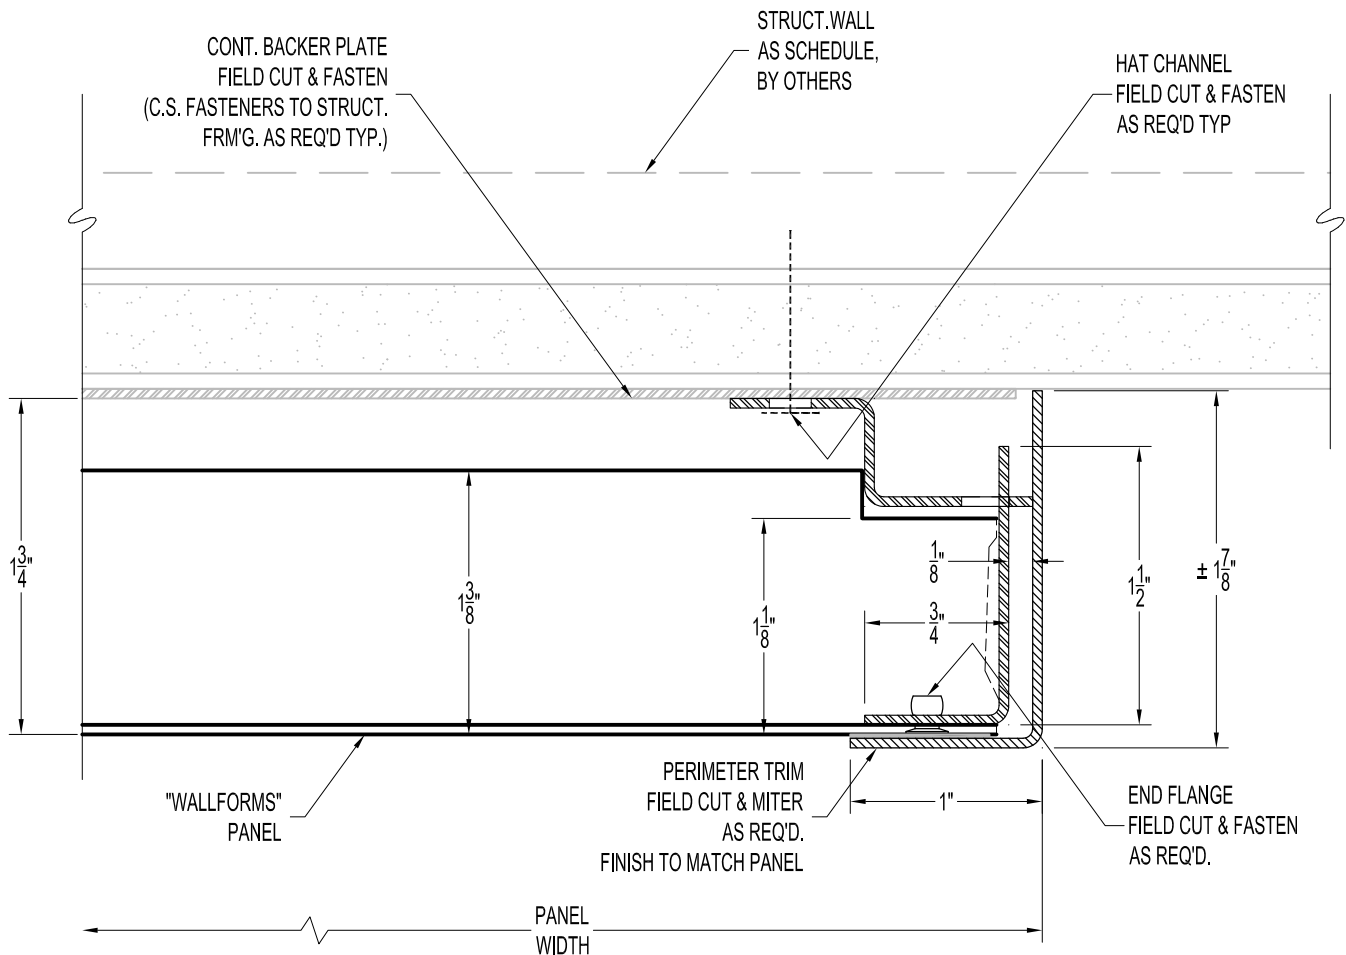 CONT. BACKER PLATE
FIELD CUT & FASTEN
(C.S. FASTENERS TO STRUCT.
FRM'G. AS REQ'D TYP.)
STRUCT.WALL
AS SCHEDULE,
BY OTHERS
HAT CHANNEL
FIELD CUT & FASTEN
AS REQ'D TYP
1 3/4"
1 3/8"
1 1/8"
1/8"
3/4"
1 1/2"
± 1 7/8"
"WALLFORMS"
PANEL
PERIMETER TRIM
FIELD CUT & MITER
AS REQ'D.
FINISH TO MATCH PANEL
1"
END FLANGE
FIELD CUT & FASTEN
AS REQ'D.
PANEL
WIDTH